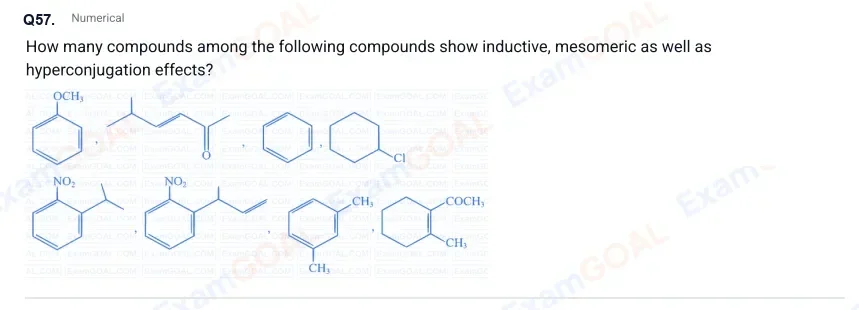 Q57. Numerical
How many compounds among the following compounds show inductive, mesomeric as well as
hyperconjugation effects?
OCH₃
, O , , Cl
NO₂ NO₂ CH₃ COCH₃
, , , CH₃
CH₃
ExamGOAL